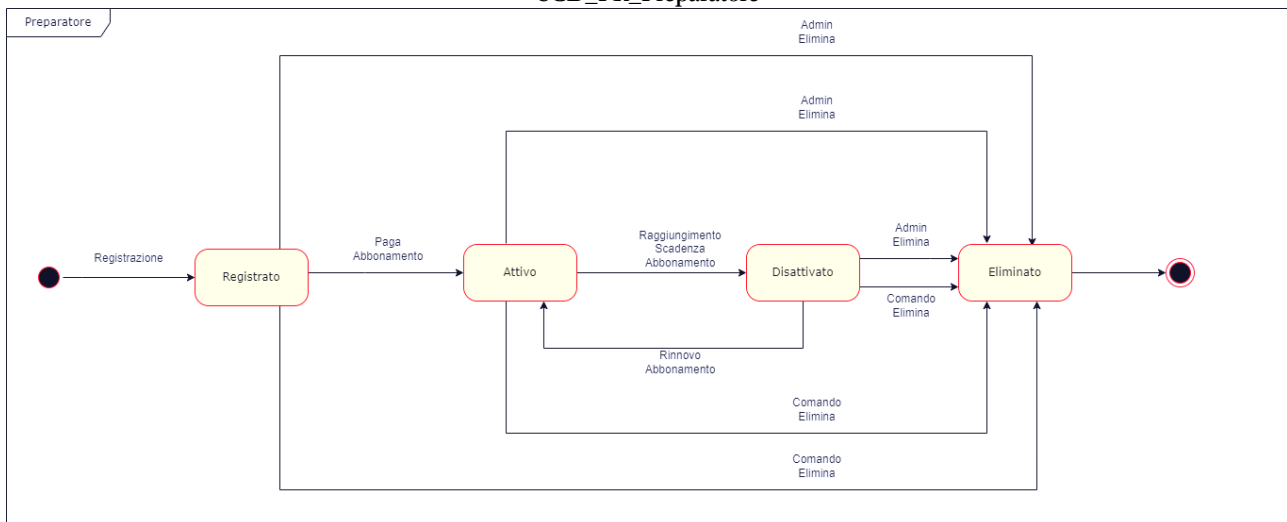 Preparatore
Admin
Elimina
Admin
Elimina
Registrazione
Registrato
Paga
Abbonamento
Attivo
Raggiungimento
Scadenza
Abbonamento
Disattivato
Admin
Elimina
Comando
Elimina
Eliminato
Rinnovo
Abbonamento
Comando
Elimina
Comando
Elimina